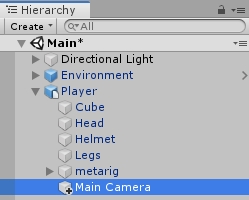 Hierarchy
Create All
Main*
Directional Light
Environment
Player
Cube
Head
Helmet
Legs
metarig
Main Camera